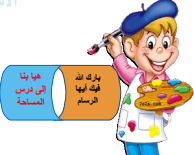 بارك الله
فيك أيها
الرسام
هيا بنا
إلى درس
المساحة